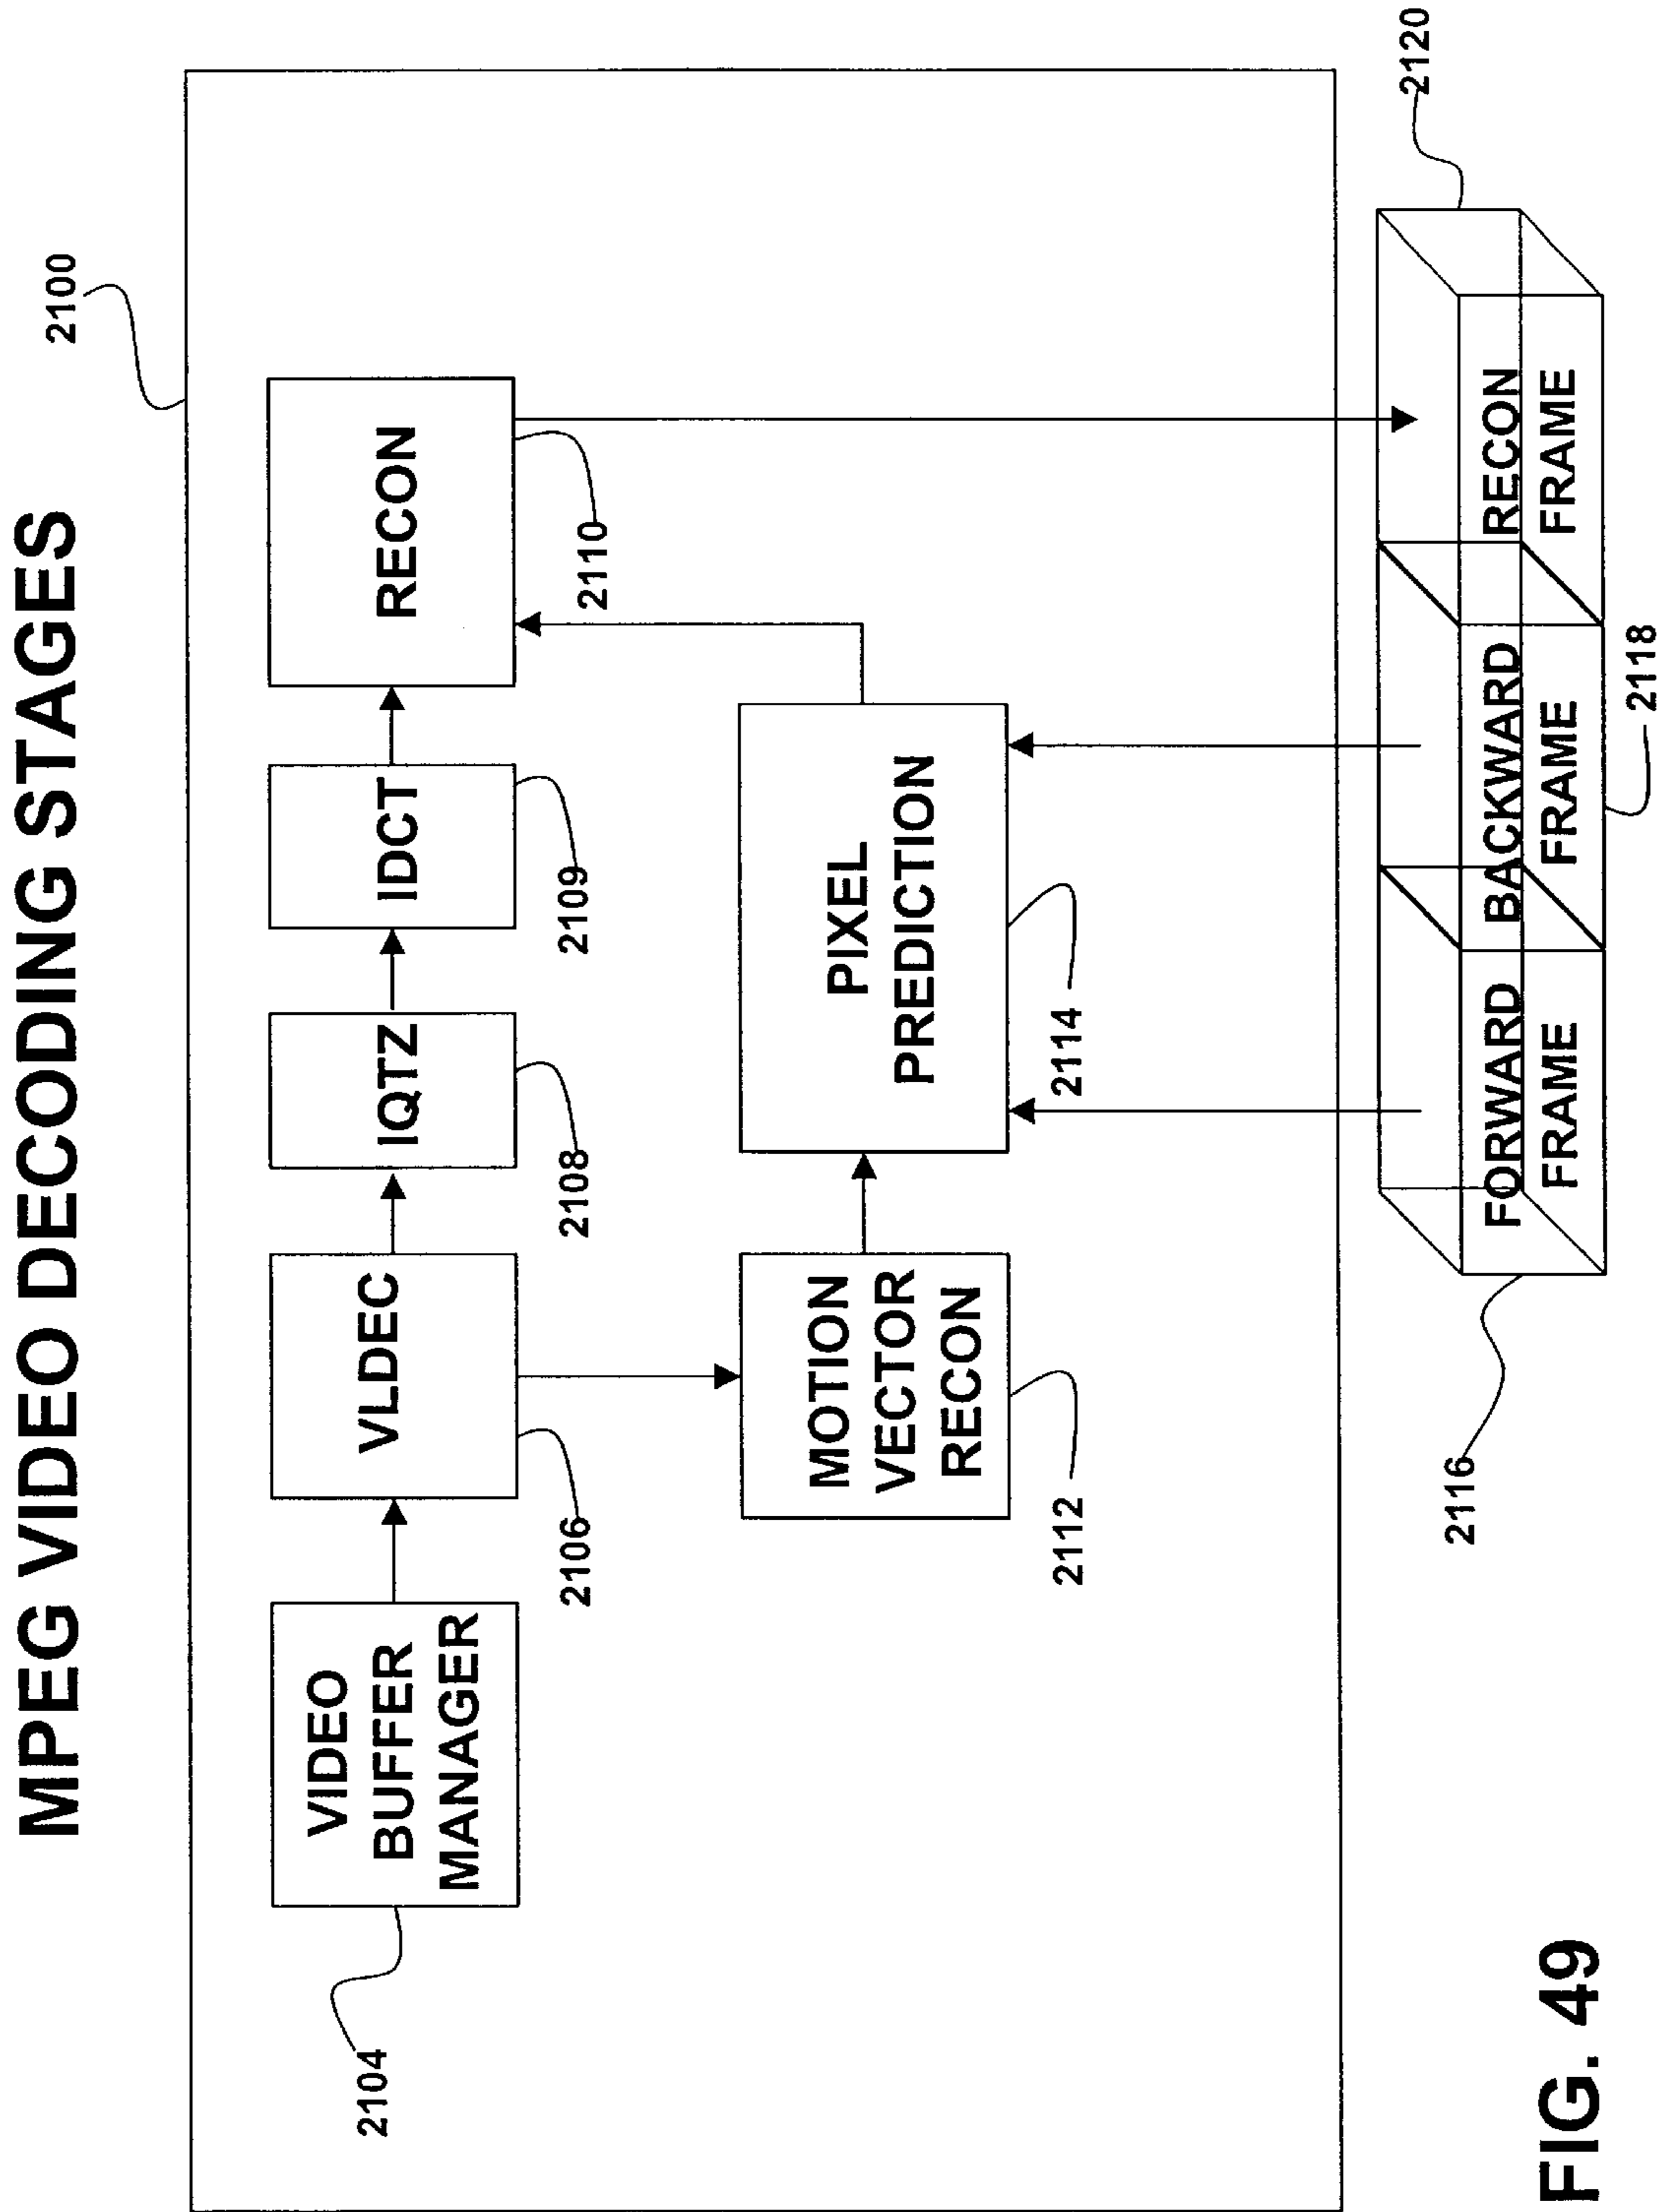 MPEG VIDEO DECODING STAGES
2100
VIDEO
BUFFER
MANAGER
2104
VLDEC
2106
IQTZ
2108
IDCT
2109
RECON
2110
MOTION
VECTOR
RECON
2112
PIXEL
PREDICTION
2114
FORWARD
FRAME
2116
BACKWARD
FRAME
2118
RECON
FRAME
2120
FIG. 49